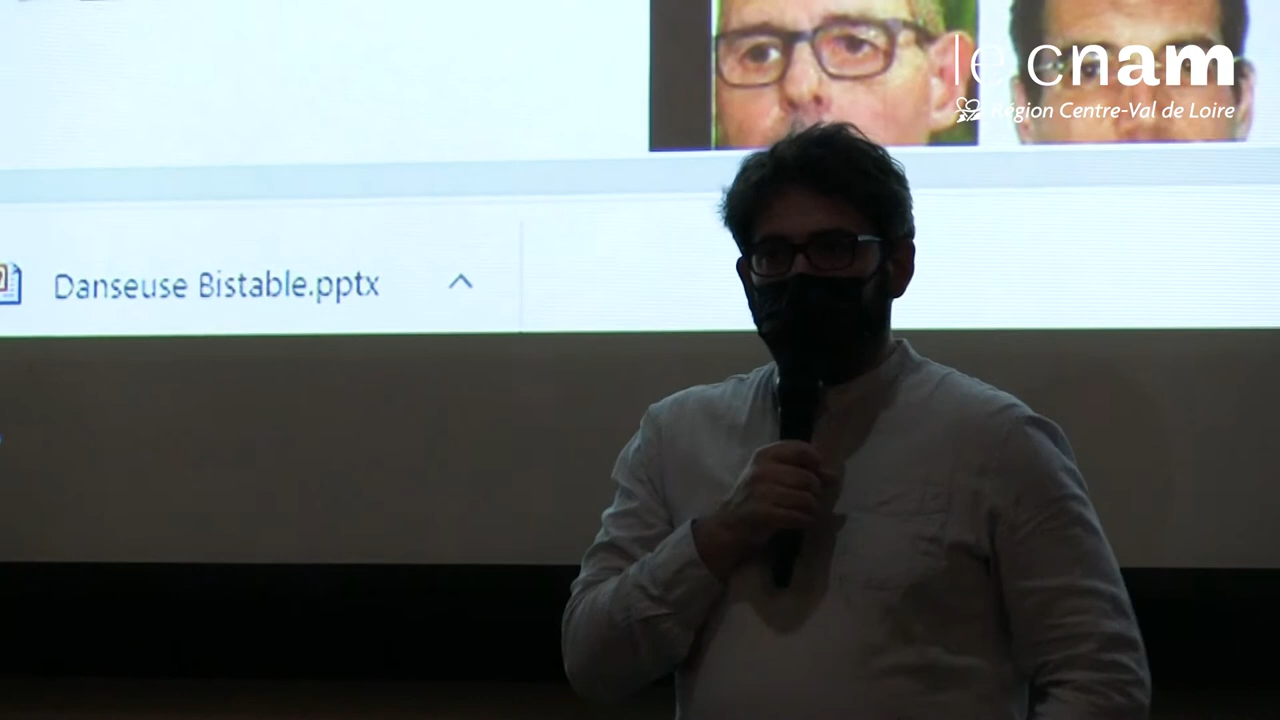 le cnam
Région Centre-Val de Loire
Danseuse Bistable.pptx